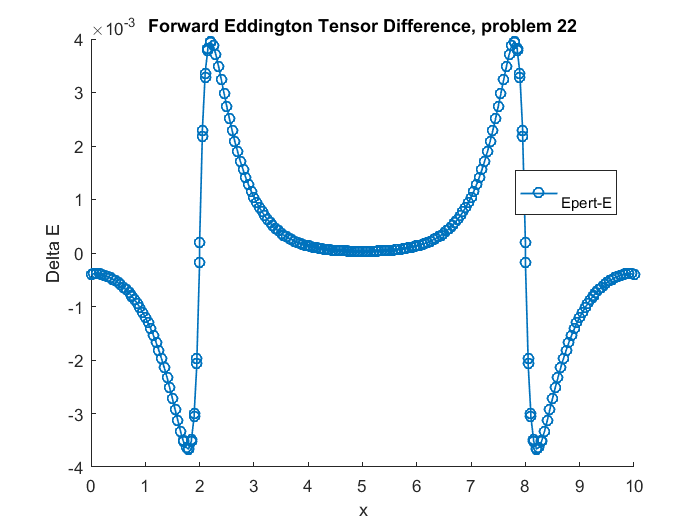 Forward Eddington Tensor Difference, problem 22
×10⁻³
4
3
2
1
0
-1
-2
-3
-4
Delta E
Epert-E
0 1 2 3 4 5 6 7 8 9 10
x